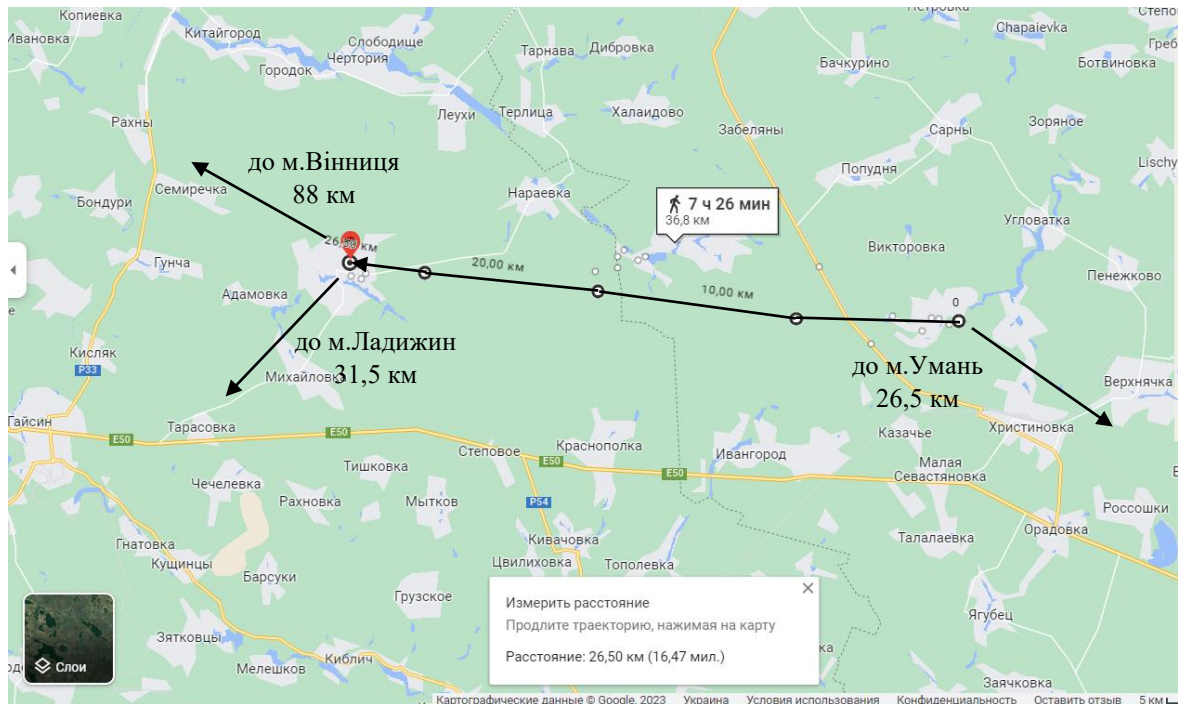 Копиевка
Китайгород
Ивановка
Слободище
Чертория
Городок
Тарнава
Дибровка
Бачкурино
Chapaievka
Ботвиновка
Рахны
Леухи
Терлица
Халаидово
Забеляны
Сарны
Зоряное
до м.Вінниця
88 км
Семиречка
Бондури
Нараевка
7 ч 26 мин
36,8 км
Попудня
Lischy
Угловатка
Викторовка
Гунча
20,00 км
10,00 км
Пенежково
0
Адамовка
до м.Ладижин
31,5 км
до м.Умань
26,5 км
Кисляк
P33
Михайловка
Верхнячка
Гайсин
E50
Тарасовка
E50
Степовое
Краснополка
E50
Ивангород
E50
Казачье
Христиновка
Малая
Севастяновка
Тишковка
Чечелевка
Рахновка
Мытков
P54
Россошки
Орадовка
Талалаевка
Гнатовка
Кущинцы
Барсуки
Кивачовка
Цвилиховка
Тополевка
Грузское
Измерить расстояние
Продлите траекторию, нажимая на карту
Расстояние: 26,50 км (16,47 мил.)
Ягубец
Слои
Зятковцы
Мелешков
Киблич
Заячковка
Картографические данные © Google, 2023 Украина Условия использования Конфиденциальность Оставить отзыв 5 км